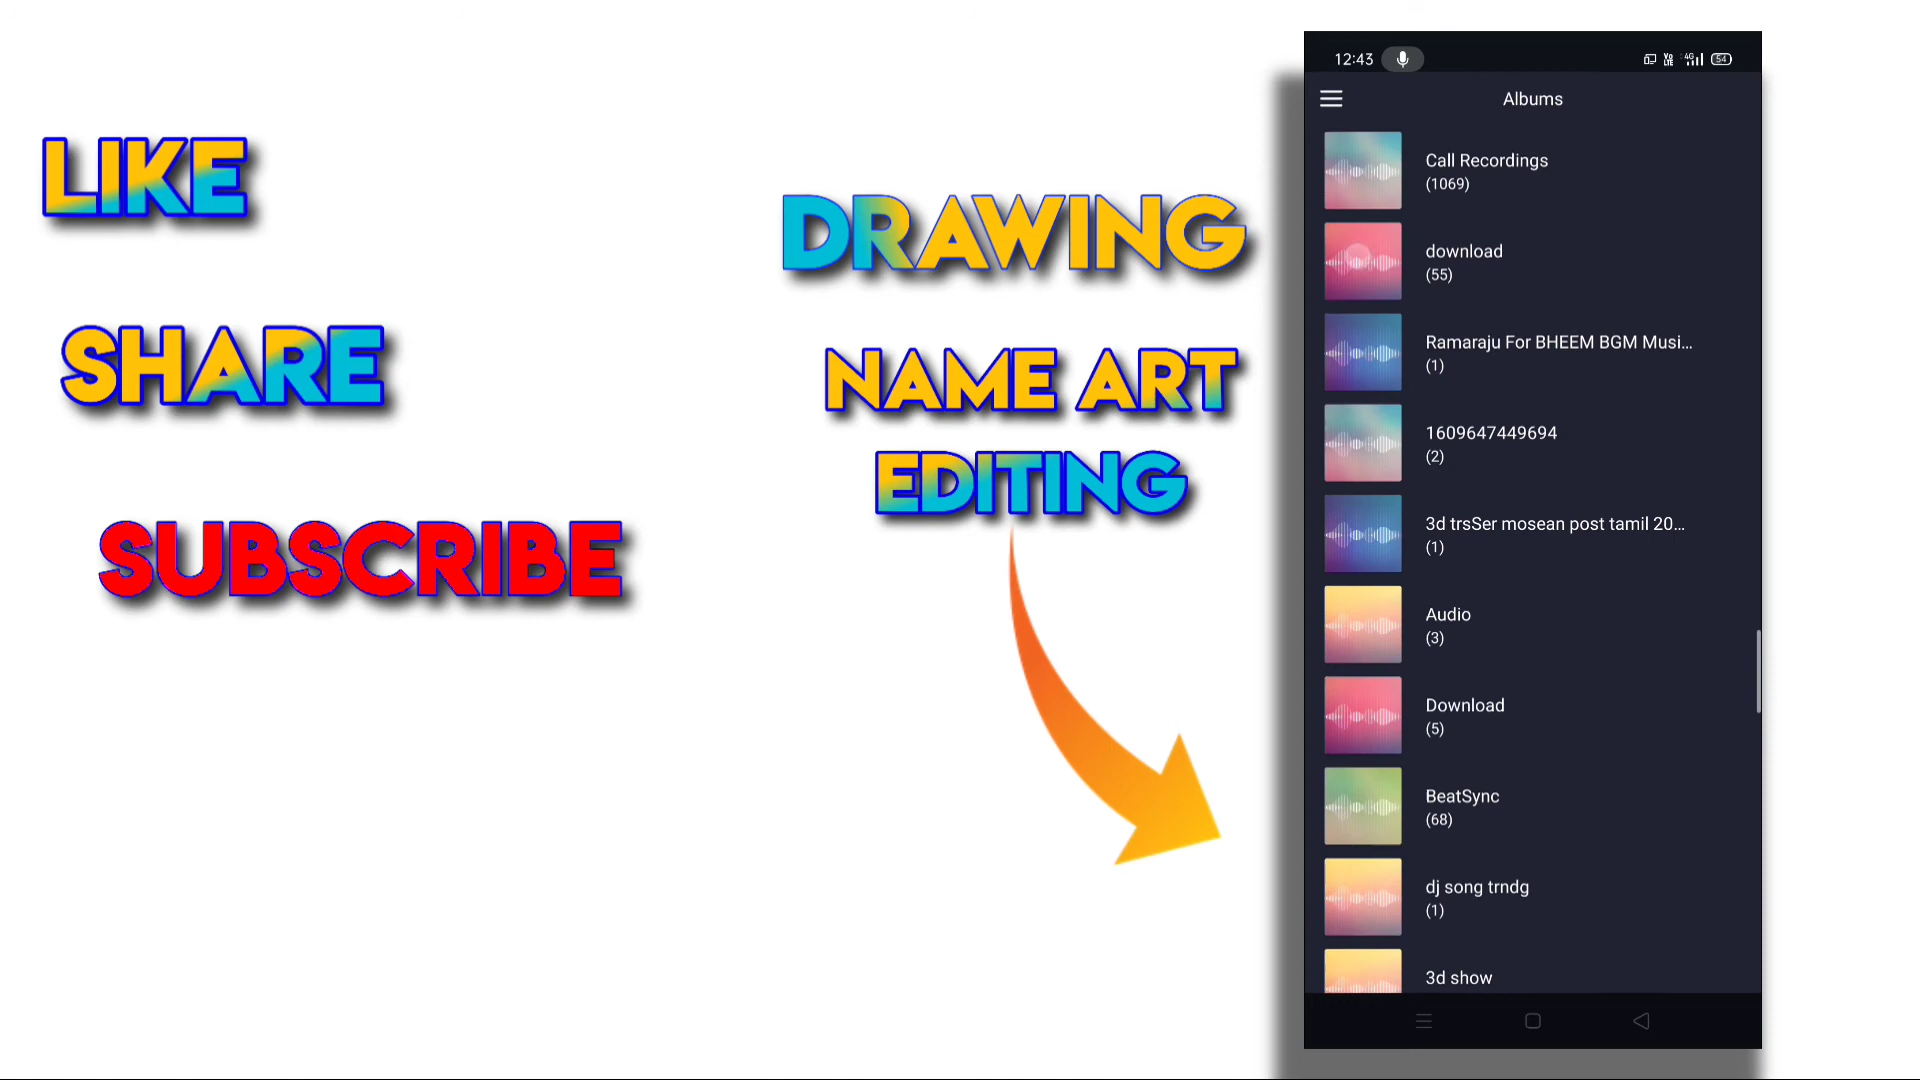 LIKE
SHARE
SUBSCRIBE
DRAWING
NAME ART
EDITING
12:43
4G
54
Albums
Call Recordings
(1069)
download
(55)
Ramaraju For BHEEM BGM Musi...
(1)
1609647449694
(2)
3d trsSer mosean post tamil 20...
(1)
Audio
(3)
Download
(5)
BeatSync
(68)
dj song trndg
(1)
3d show